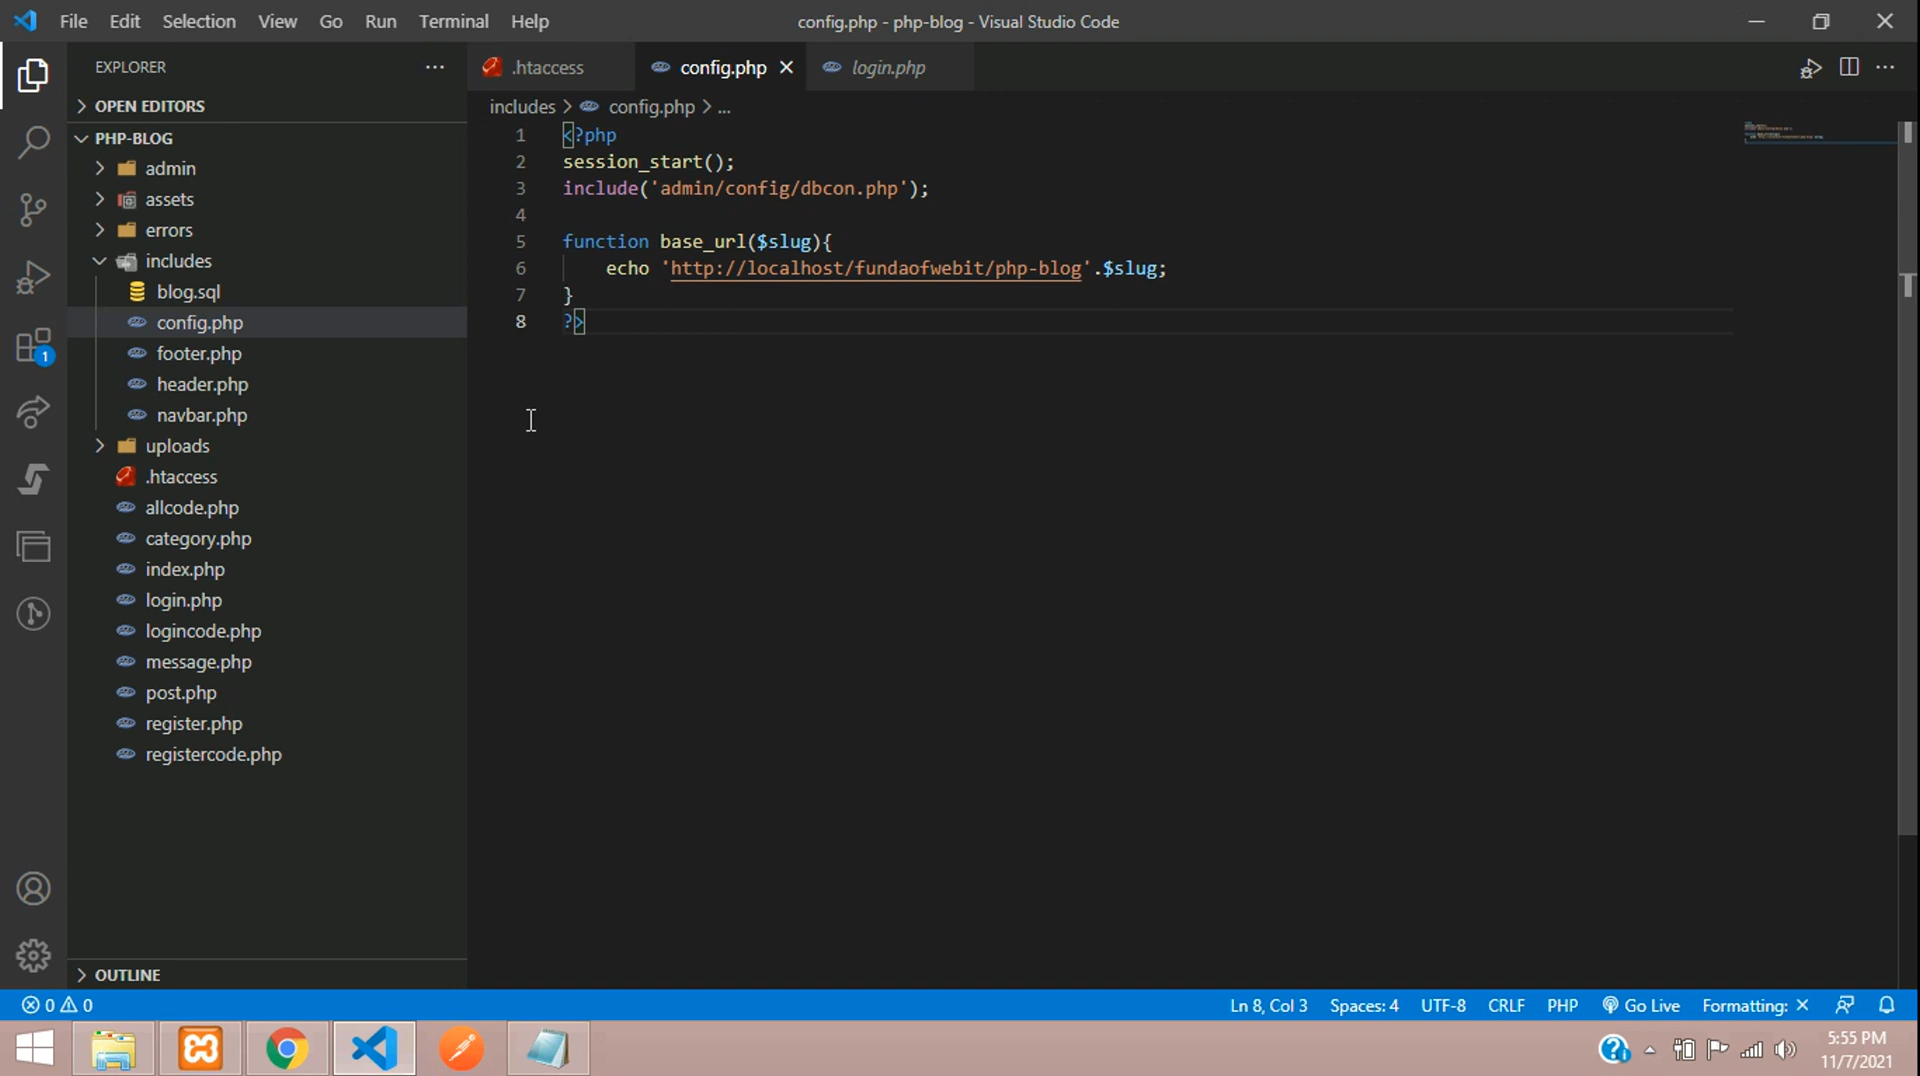 File Edit Selection View Go Run Terminal Help
config.php - php-blog - Visual Studio Code
EXPLORER
OPEN EDITORS
PHP-BLOG
admin
assets
errors
includes
blog.sql
config.php
footer.php
header.php
navbar.php
uploads
.htaccess
allcode.php
category.php
index.php
login.php
logincode.php
message.php
post.php
register.php
registercode.php
OUTLINE
1
.htaccess config.php login.php
includes > config.php > ...
1 <?php
2 session_start();
3 include('admin/config/dbcon.php');
4
5 function base_url($slug){
6 echo 'http://localhost/fundaofwebit/php-blog'.$slug;
7 }
8 ?>
0 0
Ln 8, Col 3 Spaces: 4 UTF-8 CRLF PHP Go Live Formatting: ×
5:55 PM
11/7/2021